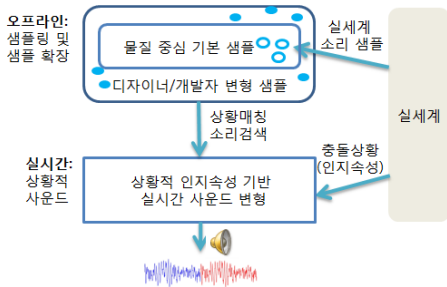 오프라인:
샘플링 및
샘플 확장
물질 중심 기본 샘플
디자이너/개발자 변형 샘플
실세계
소리 샘플
실세계
상황매칭
소리검색
충돌상황
(인지속성)
실시간:
상황적
사운드
상황적 인지속성 기반
실시간 사운드 변형